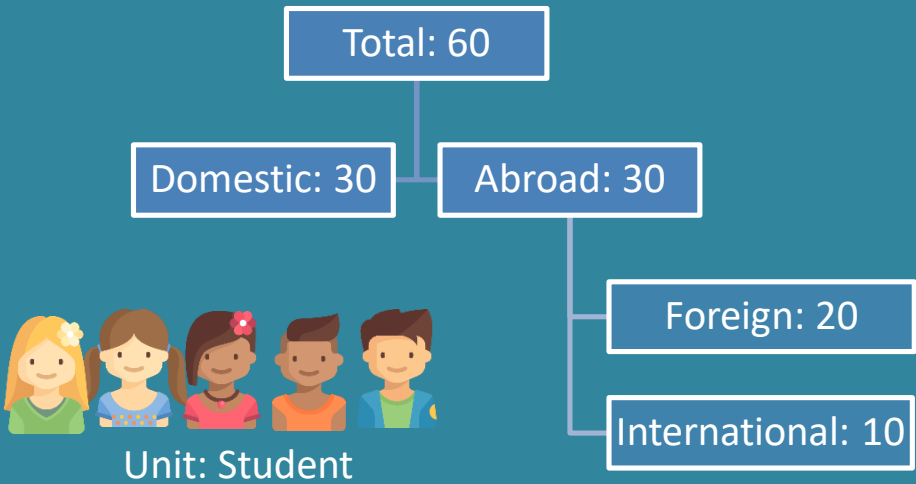 Total: 60
Domestic: 30
Abroad: 30
Foreign: 20
International: 10
Unit: Student